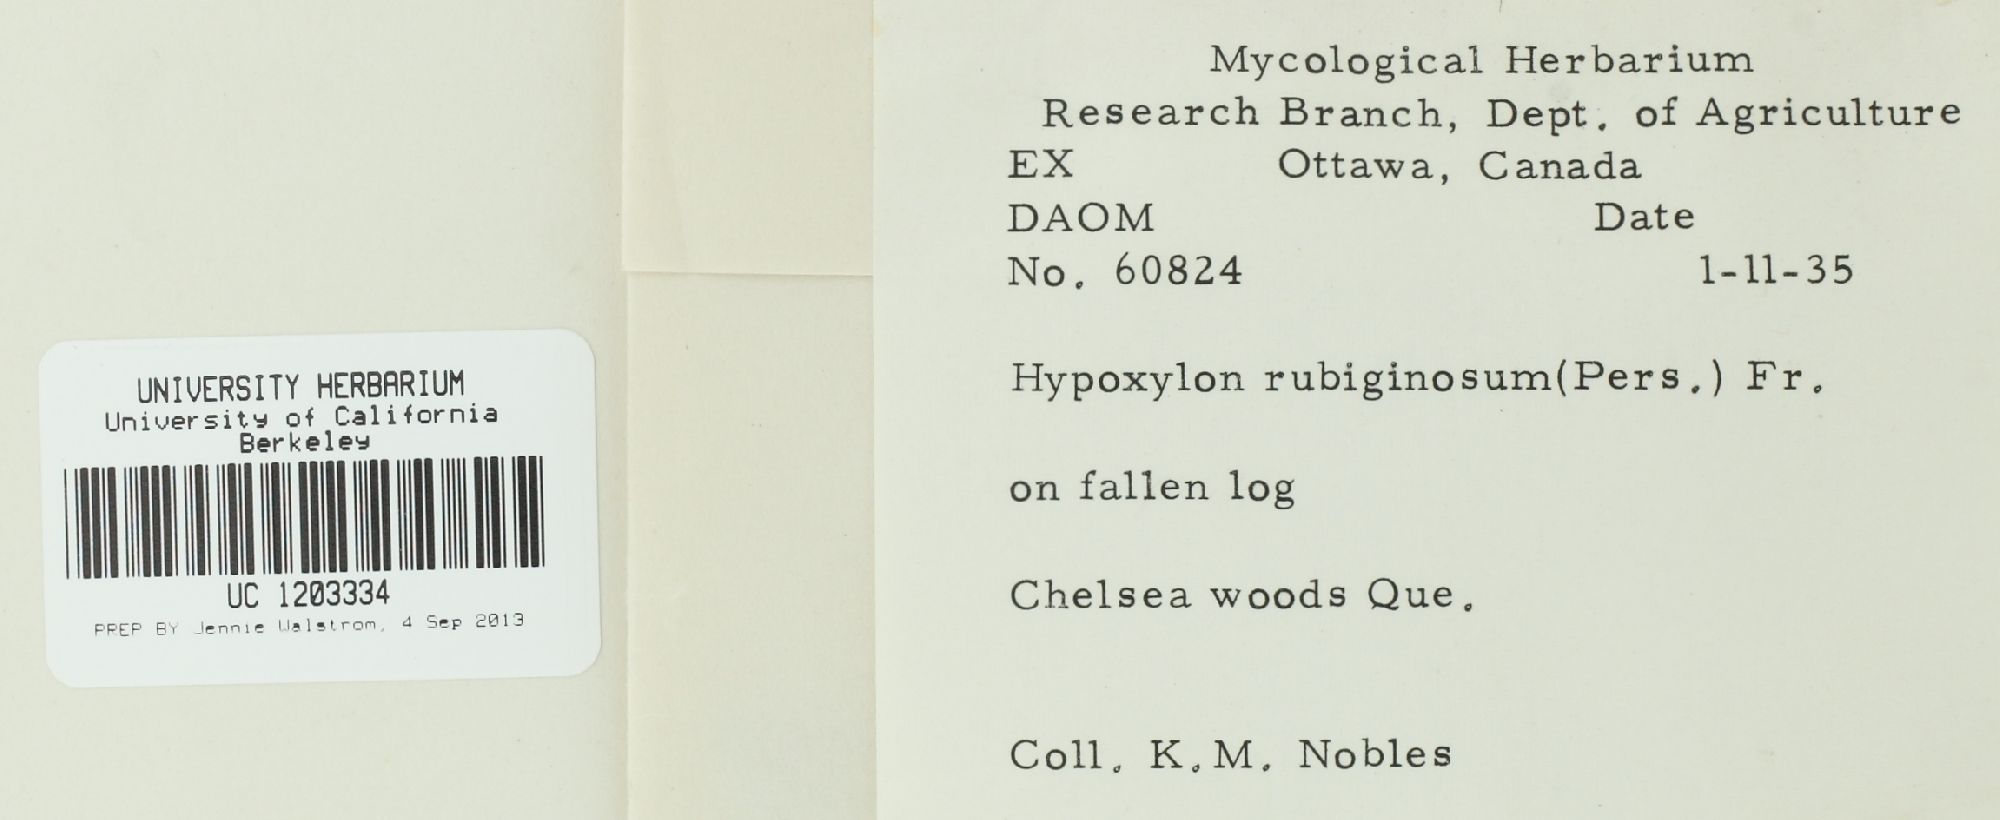 UNIVERSITY HERBARIUM
University of California
Berkeley
UC 1203334
PREP BY Jennie Walstrom, 4 Sep 2013
Mycological Herbarium
Research Branch, Dept. of Agriculture
EX Ottawa, Canada
DAOM Date
No. 60824 1-11-35
Hypoxylon rubiginosum(Pers.) Fr.
on fallen log
Chelsea woods Que.
Coll. K.M. Nobles